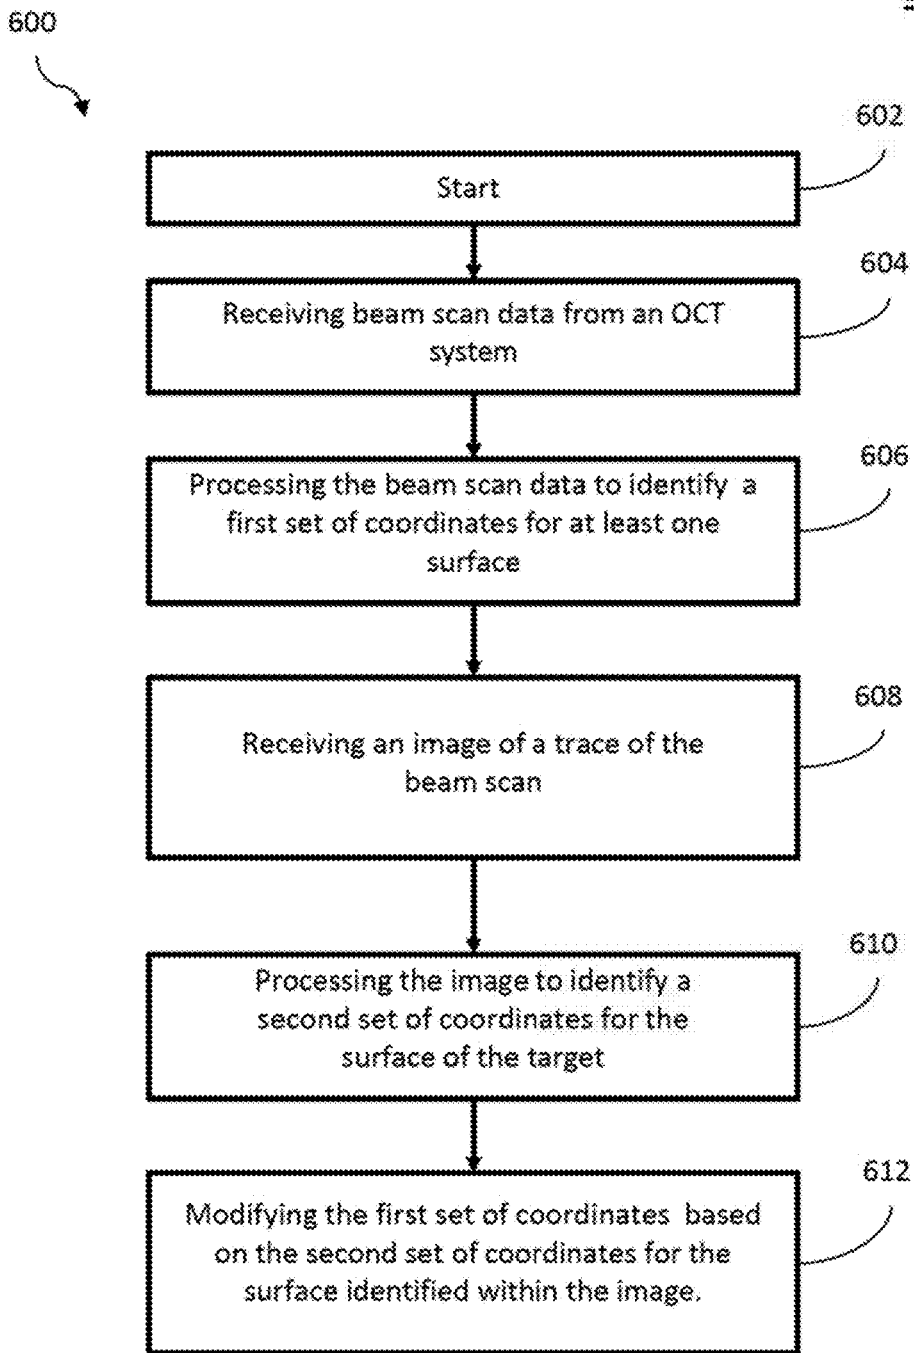 600
602
Start
604
Receiving beam scan data from an OCT
system
606
Processing the beam scan data to identify a
first set of coordinates for at least one
surface
608
Receiving an image of a trace of the
beam scan
610
Processing the image to identify a
second set of coordinates for the
surface of the target
612
Modifying the first set of coordinates based
on the second set of coordinates for the
surface identified within the image.